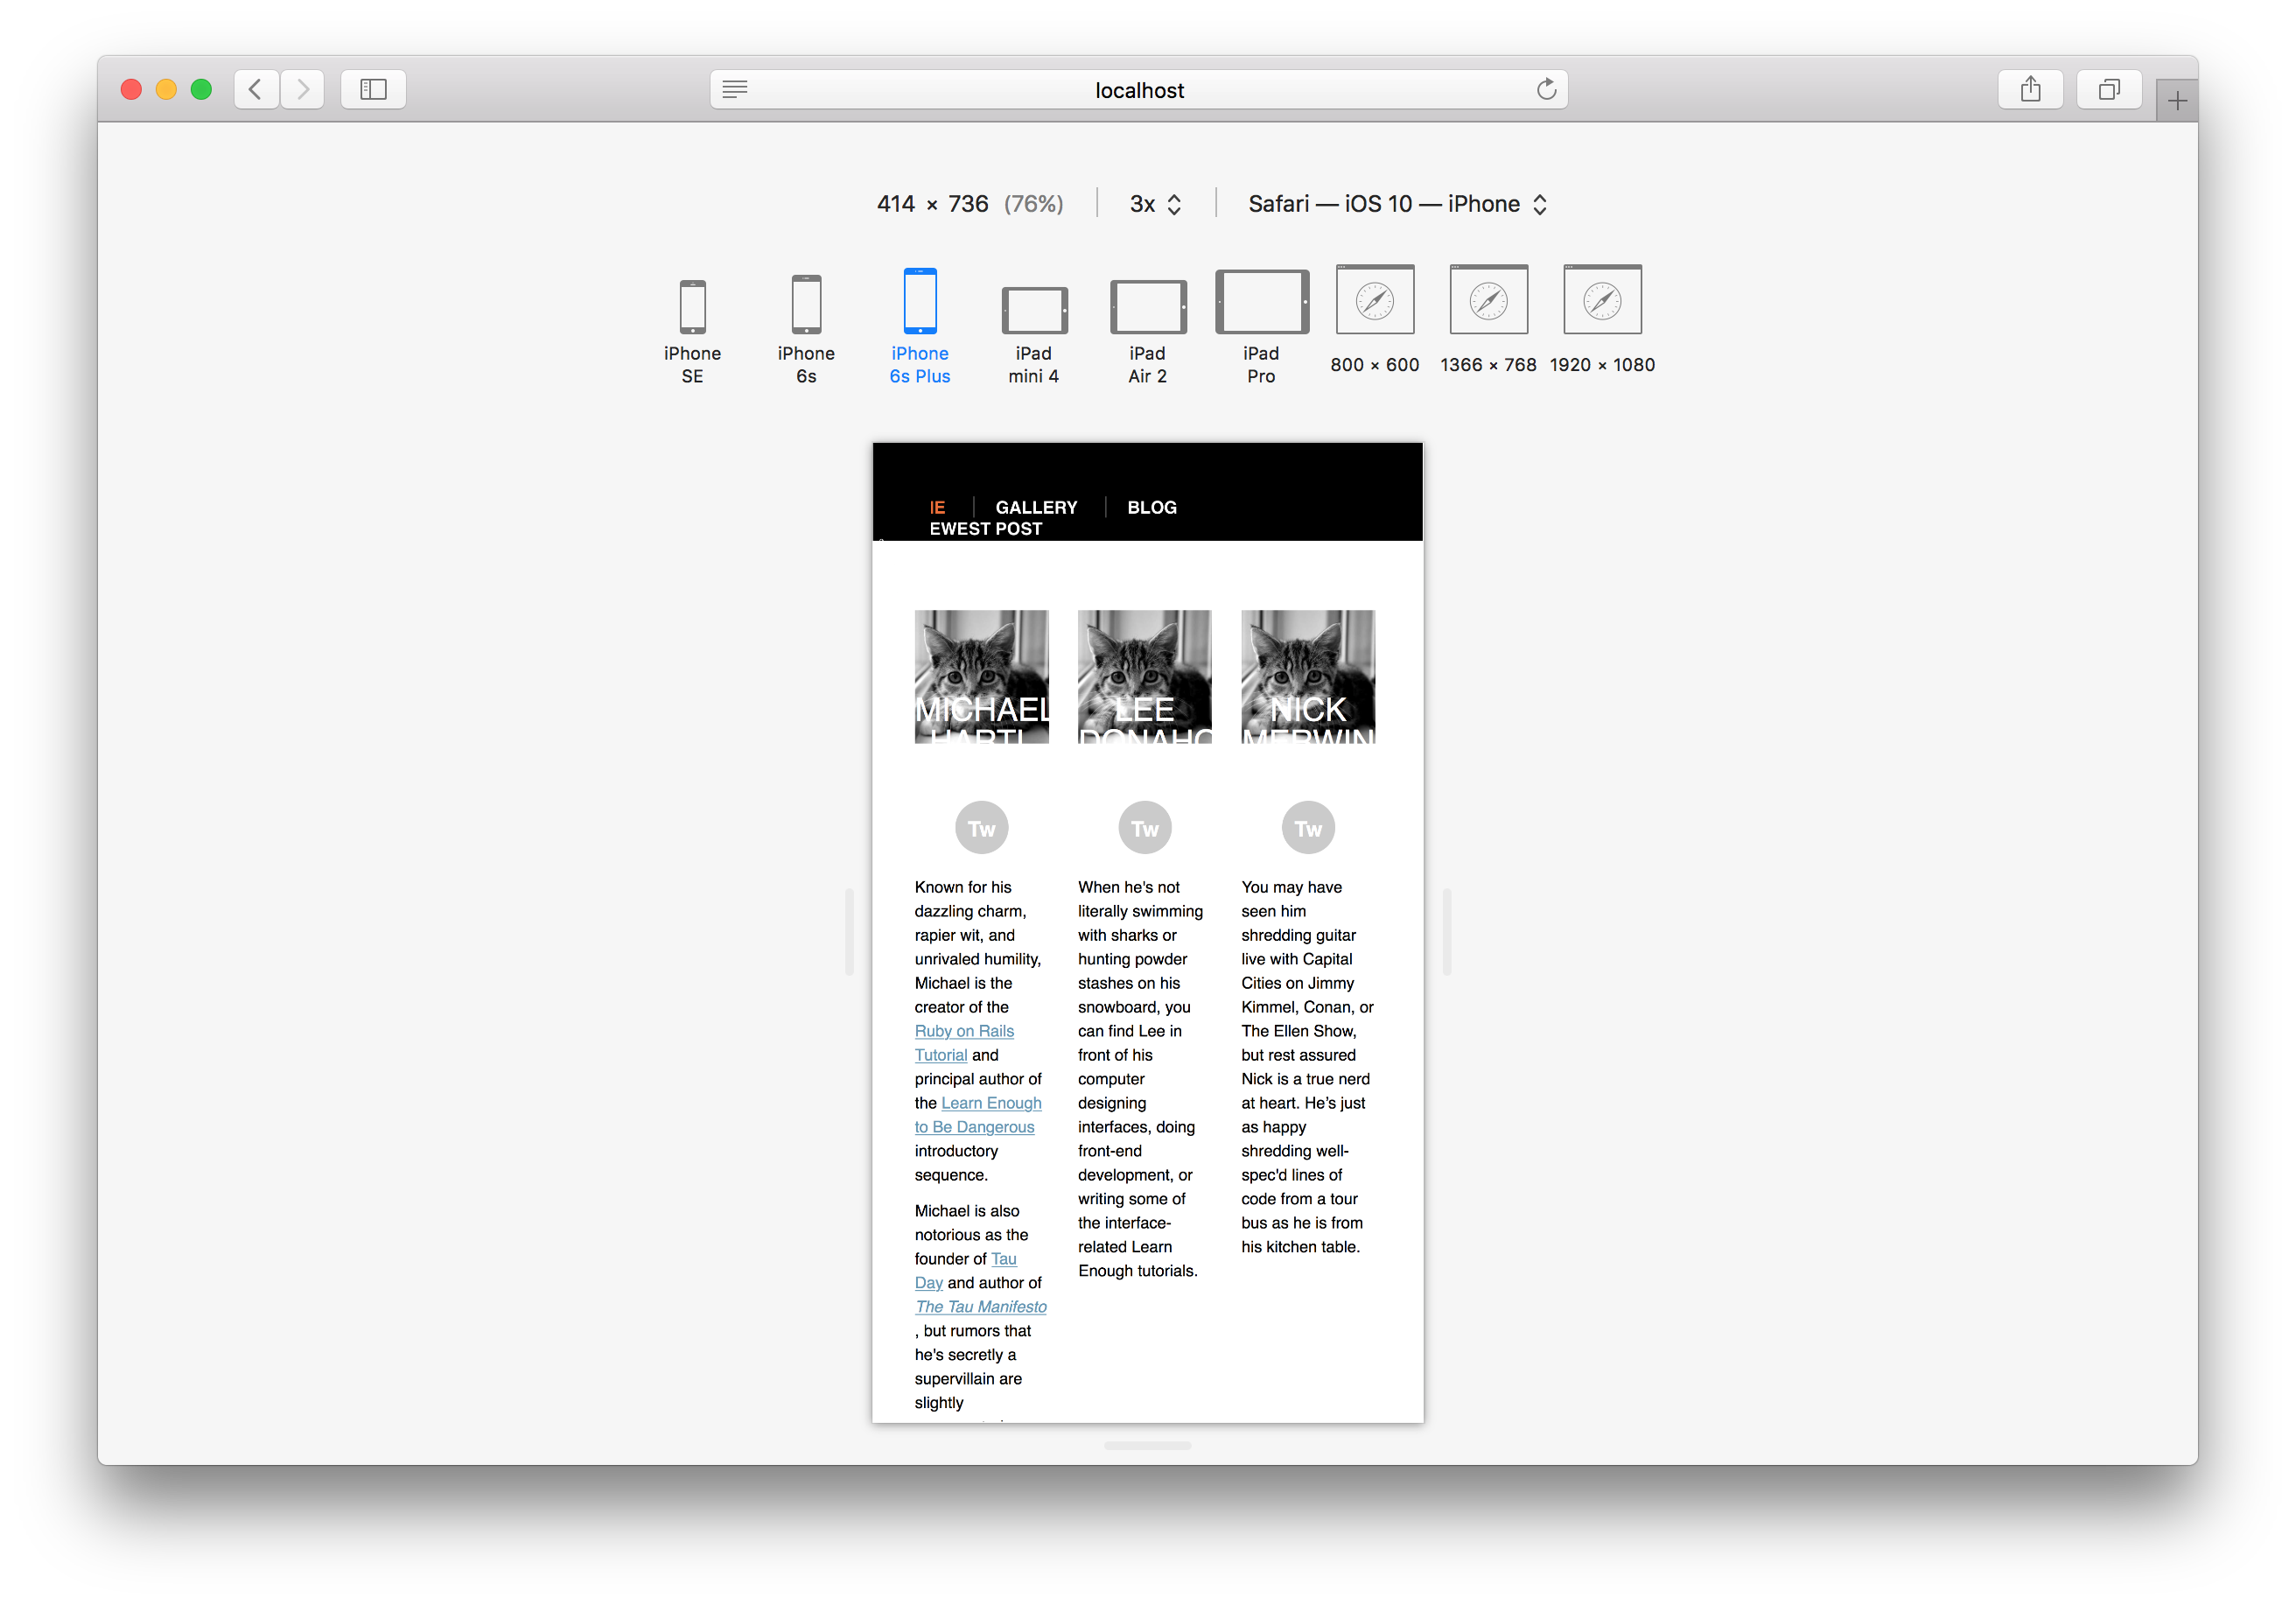 localhost
414 × 736 (76%) 3x Safari — iOS 10 — iPhone
iPhone
SE
iPhone
6s
iPhone
6s Plus
iPad
mini 4
iPad
Air 2
iPad
Pro
800 × 600
1366 × 768
1920 × 1080
IE GALLERY BLOG
EWEST POST
MICHAEL
HARTL
LEE
DONAHO
NICK
MERWIN
Tw
Tw
Tw
Known for his
dazzling charm,
rapier wit, and
unrivaled humility,
Michael is the
creator of the
Ruby on Rails
Tutorial and
principal author of
the Learn Enough
to Be Dangerous
introductory
sequence.
Michael is also
notorious as the
founder of Tau
Day and author of
The Tau Manifesto
, but rumors that
he's secretly a
supervillain are
slightly
When he's not
literally swimming
with sharks or
hunting powder
stashes on his
snowboard, you
can find Lee in
front of his
computer
designing
interfaces, doing
front-end
development, or
writing some of
the interface-
related Learn
Enough tutorials.
You may have
seen him
shredding guitar
live with Capital
Cities on Jimmy
Kimmel, Conan, or
The Ellen Show,
but rest assured
Nick is a true nerd
at heart. He’s just
as happy
shredding well-
spec'd lines of
code from a tour
bus as he is from
his kitchen table.